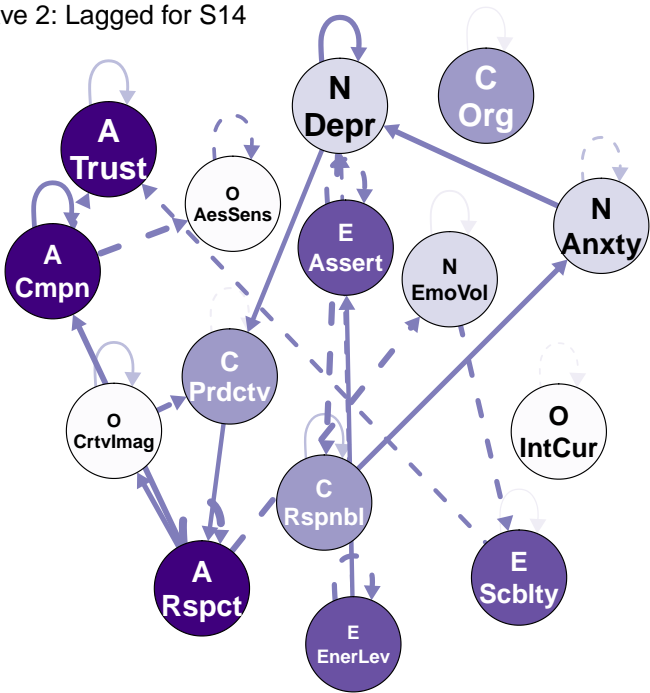 ve 2: Lagged for S14
N
Depr
C
Org
A
Trust
O
AesSens
N
Anxty
E
Assert
A
Cmpn
N
EmoVol
C
Prdctv
O
CrtvImag
O
IntCur
C
Rspnbl
A
Rspct
E
Scblty
E
EnerLev